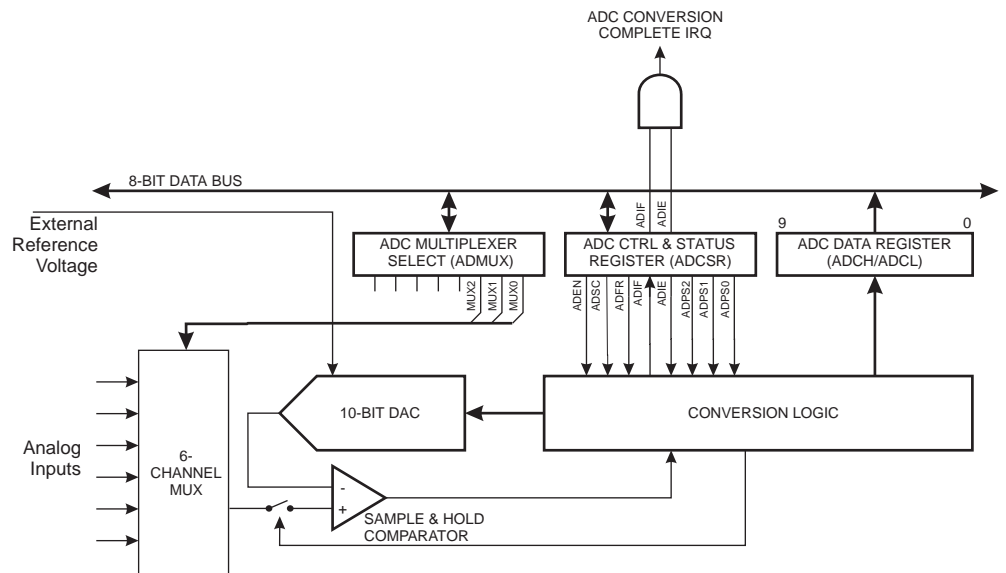 ADC CONVERSION
COMPLETE IRQ
8-BIT DATA BUS
ADIF
ADIE
External
Reference
Voltage
ADC MULTIPLEXER
SELECT (ADMUX)
ADC CTRL & STATUS
REGISTER (ADCSR)
9
0
ADC DATA REGISTER
(ADCH/ADCL)
MUX2
MUX1
MUX0
ADEN
ADSC
ADFR
ADIF
ADIE
ADPS2
ADPS1
ADPS0
10-BIT DAC
CONVERSION LOGIC
Analog
Inputs
6-
CHANNEL
MUX
-
+
SAMPLE & HOLD
COMPARATOR